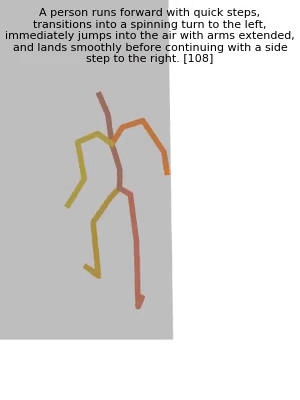 A person runs forward with quick steps,
transitions into a spinning turn to the left,
immediately jumps into the air with arms extended,
and lands smoothly before continuing with a side
step to the right. [108]